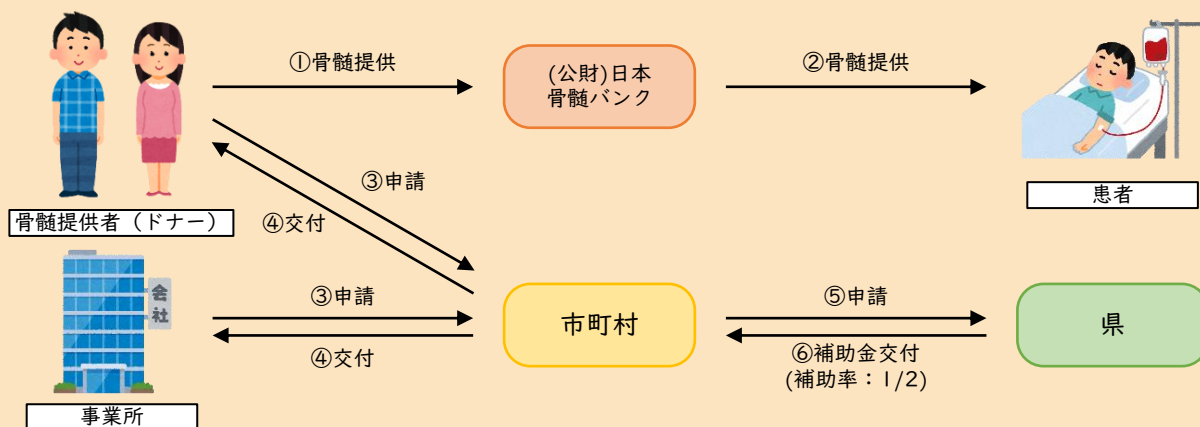 ①骨髄提供
(公財)日本
骨髄バンク
②骨髄提供
③申請
④交付
骨髄提供者（ドナー）
患者
会社
③申請
④交付
市町村
⑤申請
⑥補助金交付
(補助率：1/2)
県
事業所